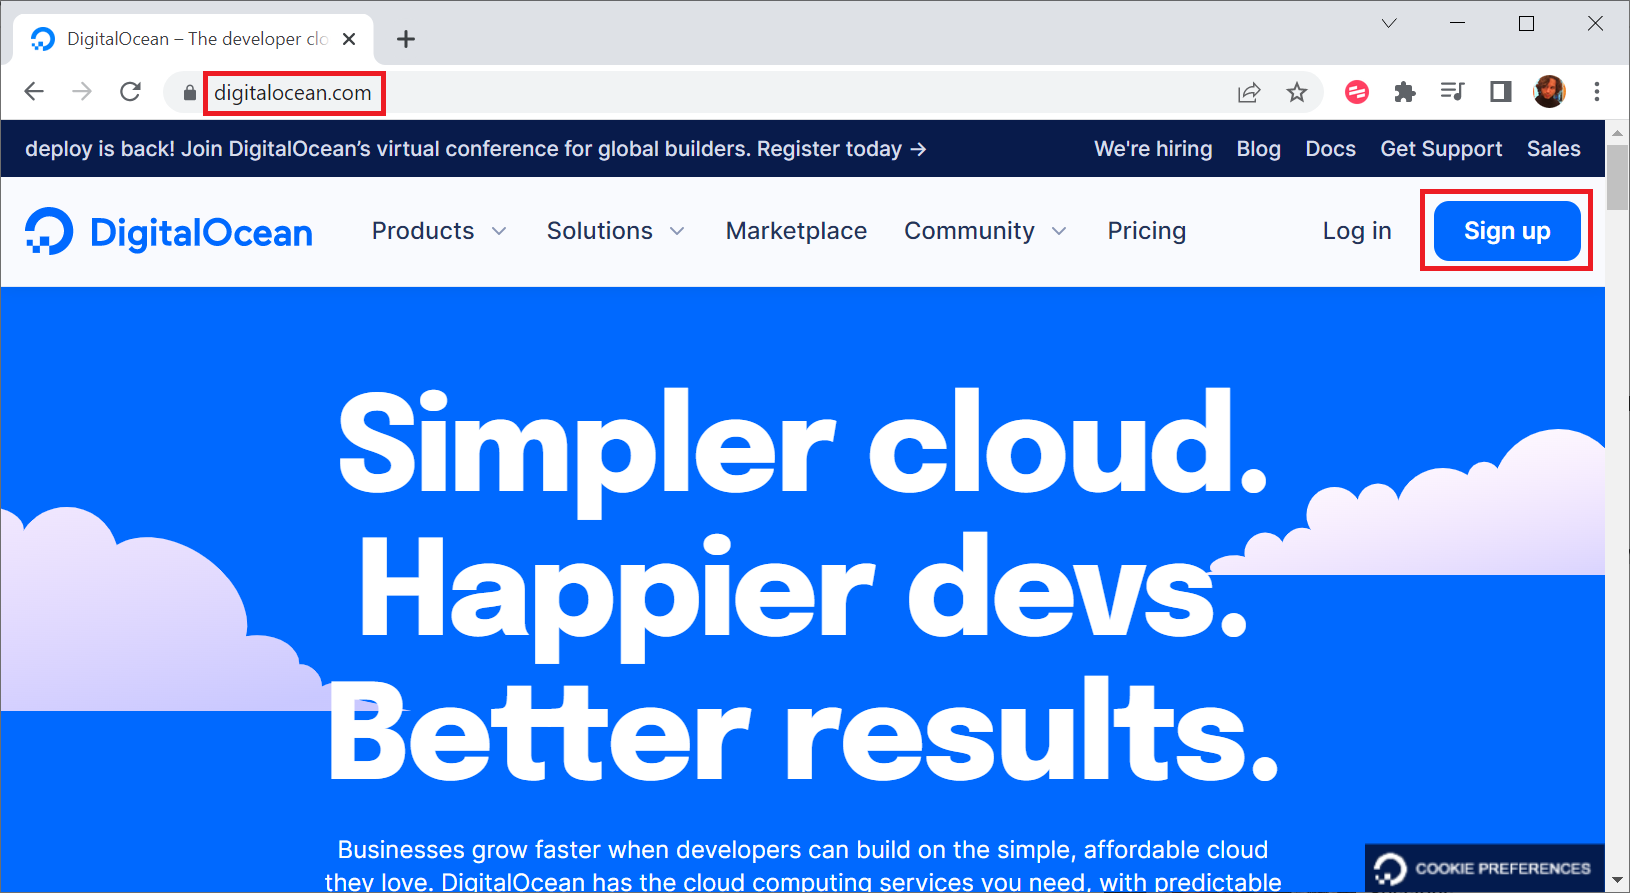 DigitalOcean – The developer clo
digitalocean.com
deploy is back! Join DigitalOcean’s virtual conference for global builders. Register today →
We're hiring Blog Docs Get Support Sales
DigitalOcean Products Solutions Marketplace Community Pricing Log in Sign up
Simpler cloud.
Happier devs.
Better results.
Businesses grow faster when developers can build on the simple, affordable cloud
they love. DigitalOcean has the cloud computing services you need, with predictable
COOKIE PREFERENCES